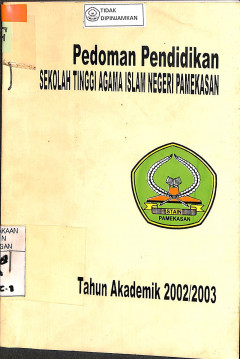 TIDAK
DIPINJAMKAN
Pedoman Pendidikan
SEKOLAH TINGGI AGAMA ISLAM NEGERI PAMEKASAN
STAIN
PAMEKASAN
Tahun Akademik 2002/2003